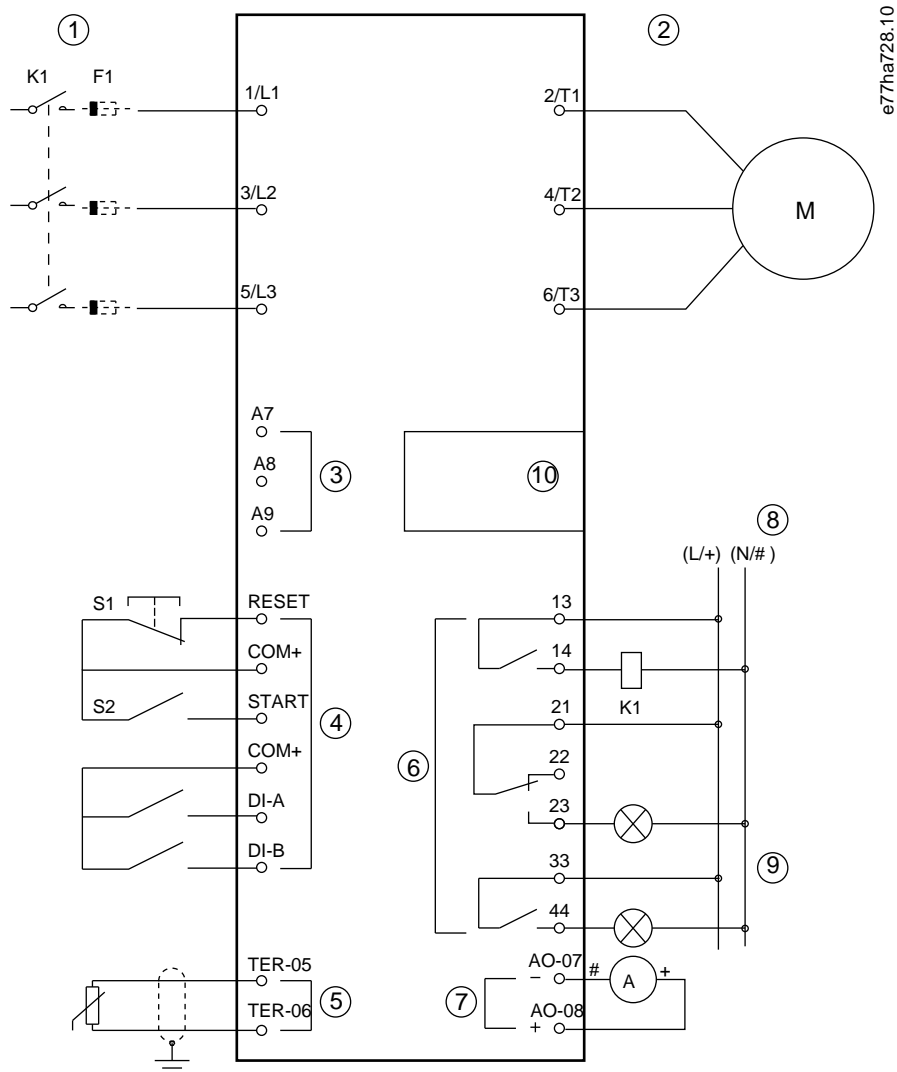 1
2
e77ha728.10
K1 F1
1/L1
2/T1
3/L2
4/T2
M
5/L3
6/T3
A7
A8
3
10
A9
8
(L/+) (N/# )
S1
RESET
13
COM+
14
S2
START
4
21
K1
COM+
6
22
DI-A
23
DI-B
33
9
44
TER-05
AO-07
− # A +
5
7
TER-06
AO-08
+